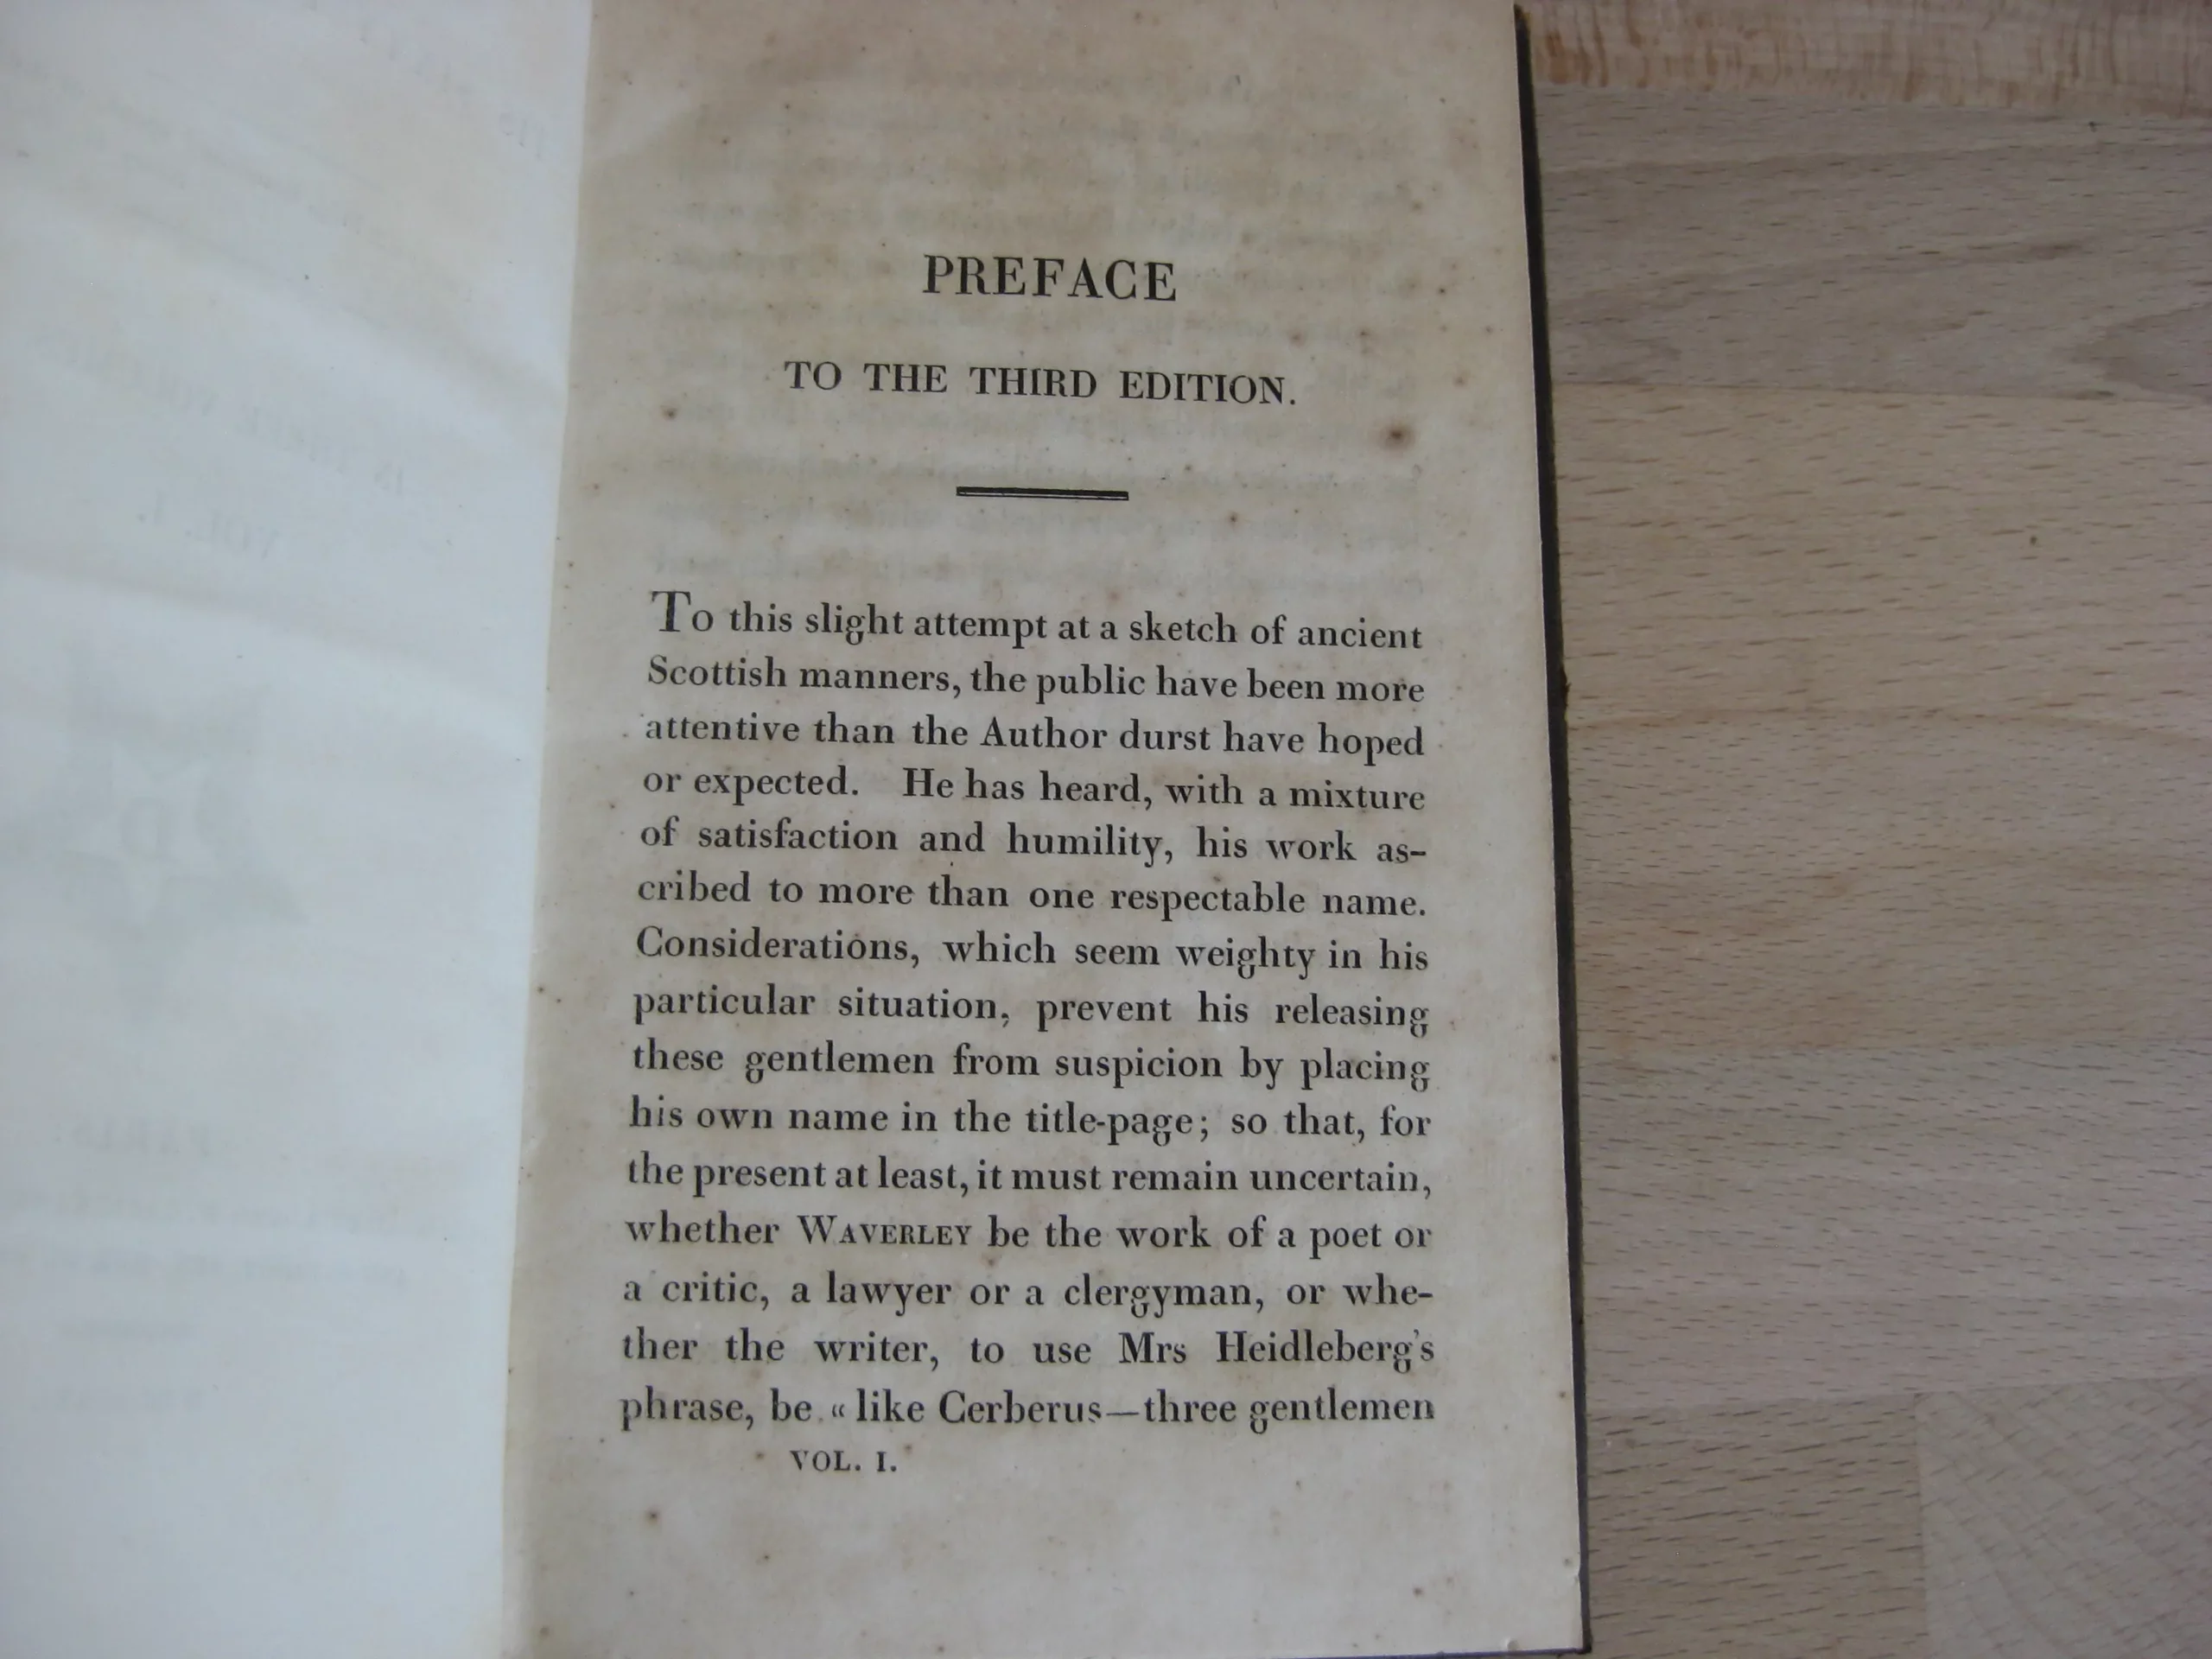 PREFACE
TO THE THIRD EDITION.
To this slight attempt at a sketch of ancient
Scottish manners, the public have been more
attentive than the Author durst have hoped
or expected. He has heard, with a mixture
of satisfaction and humility, his work as-
cribed to more than one respectable name.
Considerations, which seem weighty in his
particular situation, prevent his releasing
these gentlemen from suspicion by placing
his own name in the title-page; so that, for
the present at least, it must remain uncertain,
whether WAVERLEY be the work of a poet or
a critic, a lawyer or a clergyman, or whe-
ther the writer, to use Mrs Heidleberg's
phrase, be « like Cerberus—three gentlemen
VOL. I.